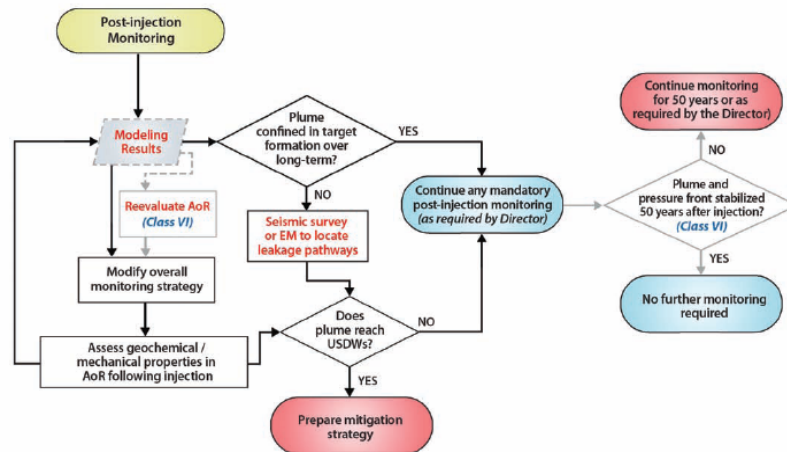 Post-injection
Monitoring
Modeling
Results
Plume
confined in target
formation over
long-term?
YES
NO
Reevaluate AoR
(Class VI)
Seismic survey
or EM to locate
leakage pathways
Modify overall
monitoring strategy
Assess geochemical /
mechanical properties in
AoR following injection
Does
plume reach
USDWs?
NO
YES
Prepare mitigation
strategy
Continue any mandatory
post-injection monitoring
(as required by Director)
Continue monitoring
for 50 years or as
required by the Director)
NO
Plume and
pressure front stabilized
50 years after injection?
(Class VI)
YES
No further monitoring
required